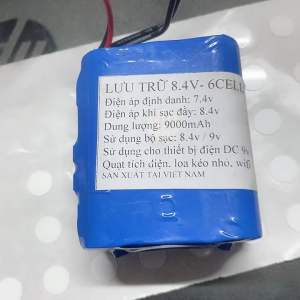 LƯU TRỮ 8.4V- 6CELL
Điện áp định danh: 7.4v
Điện áp khi sạc đầy: 8.4v
Dung lượng: 9000mAh
Sử dụng bộ sạc: 8.4v / 9v
Sử dụng cho thiết bị điện DC 9v
Quạt tích điện, loa kéo nhỏ, wifi
SẢN XUẤT TẠI VIỆT NAM